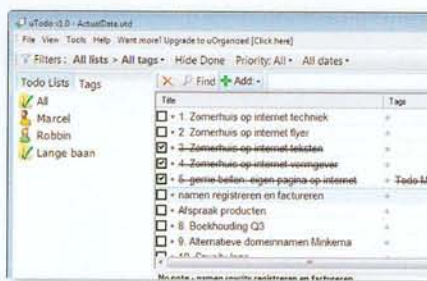 uTodo v1.0 - ActualData.utd
File View Tools Help Want more? Upgrade to uOrganized [Click here]
Filters: All lists > All tags Hide Done Priority: All All dates
Todo Lists Tags
Find Add
All
Marcel
Robbin
Lange baan
Title Tags
1. Zomerhuis op internet techniek
2. Zomerhuis op internet flyer
3. Zomerhuis op internet teksten
4. Zomerhuis op internet vormgever
5. gerrie bellen: eigen pagina op internet Todo M
namen registreren en factureren
Afspraak producten
8. Boekhouding Q3
9. Alternatieve domeinnamen Minkema
No note - namen registreren en factureren